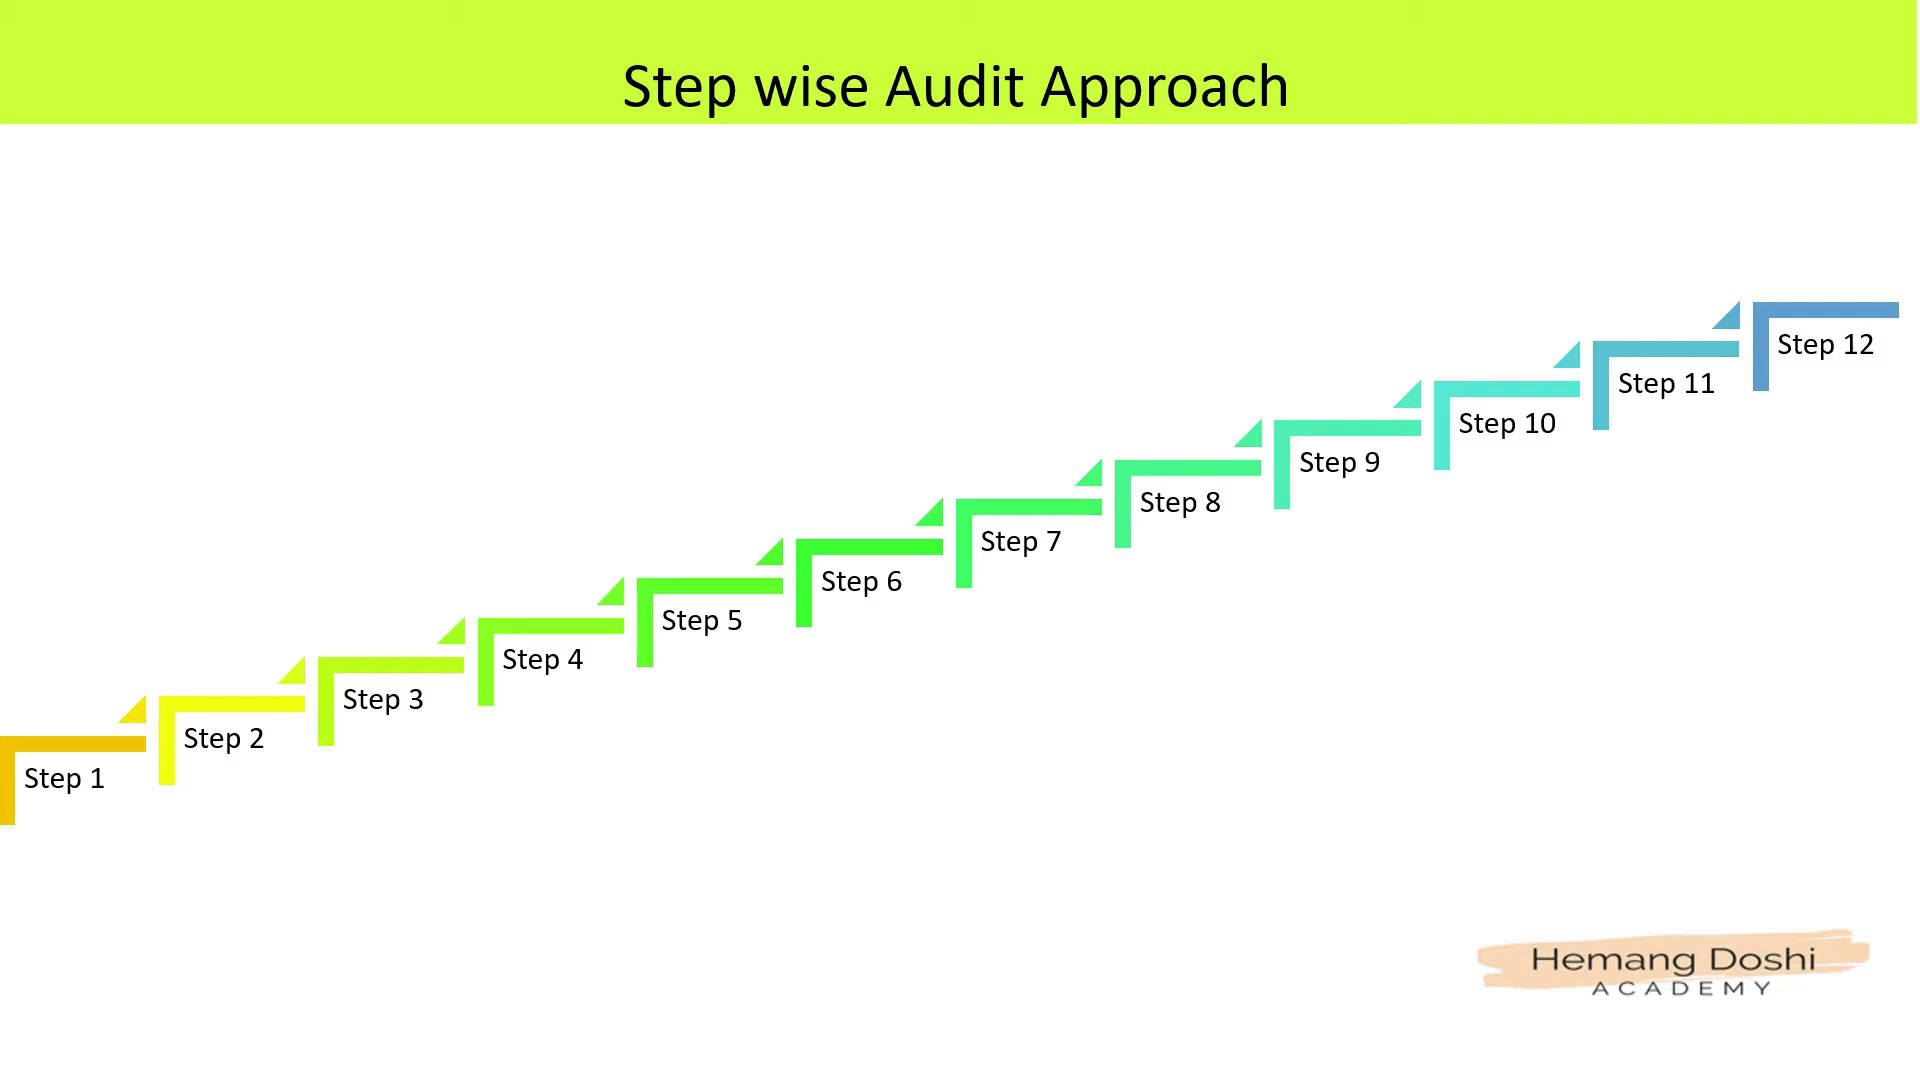 Step wise Audit Approach
Step 1
Step 2
Step 3
Step 4
Step 5
Step 6
Step 7
Step 8
Step 9
Step 10
Step 11
Step 12
Hemang Doshi
ACADEMY